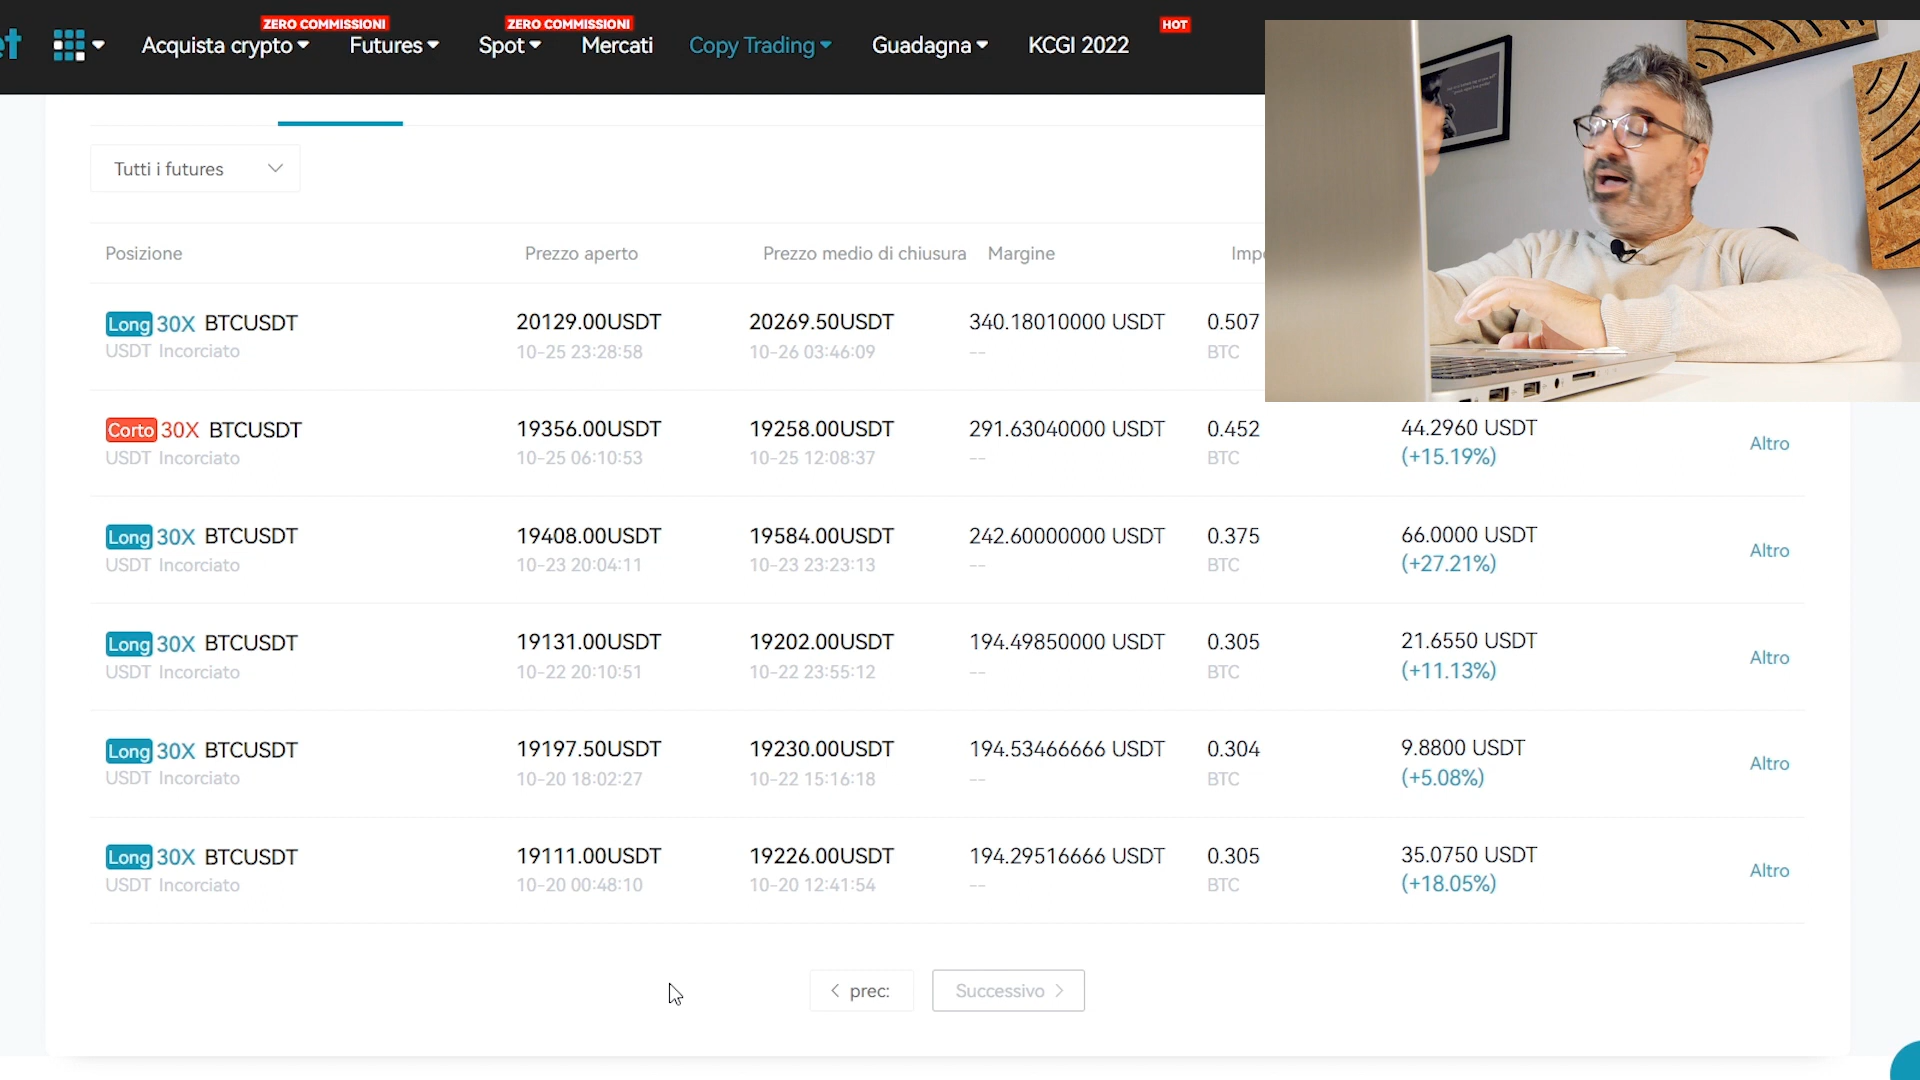 ZERO COMMISSIONI ZERO COMMISSIONI HOT
Acquista crypto Futures Spot Mercati Copy Trading Guadagna KCGI 2022
Tutti i futures
Posizione Prezzo aperto Prezzo medio di chiusura Margine
Long 30X BTCUSDT 20129.00USDT 20269.50USDT 340.18010000 USDT 0.507
USDT Incorciato 10-25 23:28:58 10-26 03:46:09 -- BTC
Corto 30X BTCUSDT 19356.00USDT 19258.00USDT 291.63040000 USDT 0.452 44.2960 USDT Altro
USDT Incorciato 10-25 06:10:53 10-25 12:08:37 -- BTC (+15.19%)
Long 30X BTCUSDT 19408.00USDT 19584.00USDT 242.60000000 USDT 0.375 66.0000 USDT Altro
USDT Incorciato 10-23 20:04:11 10-23 23:23:13 -- BTC (+27.21%)
Long 30X BTCUSDT 19131.00USDT 19202.00USDT 194.49850000 USDT 0.305 21.6550 USDT Altro
USDT Incorciato 10-22 20:10:51 10-22 23:55:12 -- BTC (+11.13%)
Long 30X BTCUSDT 19197.50USDT 19230.00USDT 194.53466666 USDT 0.304 9.8800 USDT Altro
USDT Incorciato 10-20 18:02:27 10-22 15:16:18 -- BTC (+5.08%)
Long 30X BTCUSDT 19111.00USDT 19226.00USDT 194.29516666 USDT 0.305 35.0750 USDT Altro
USDT Incorciato 10-20 00:48:10 10-20 12:41:54 -- BTC (+18.05%)
< prec: Successivo >